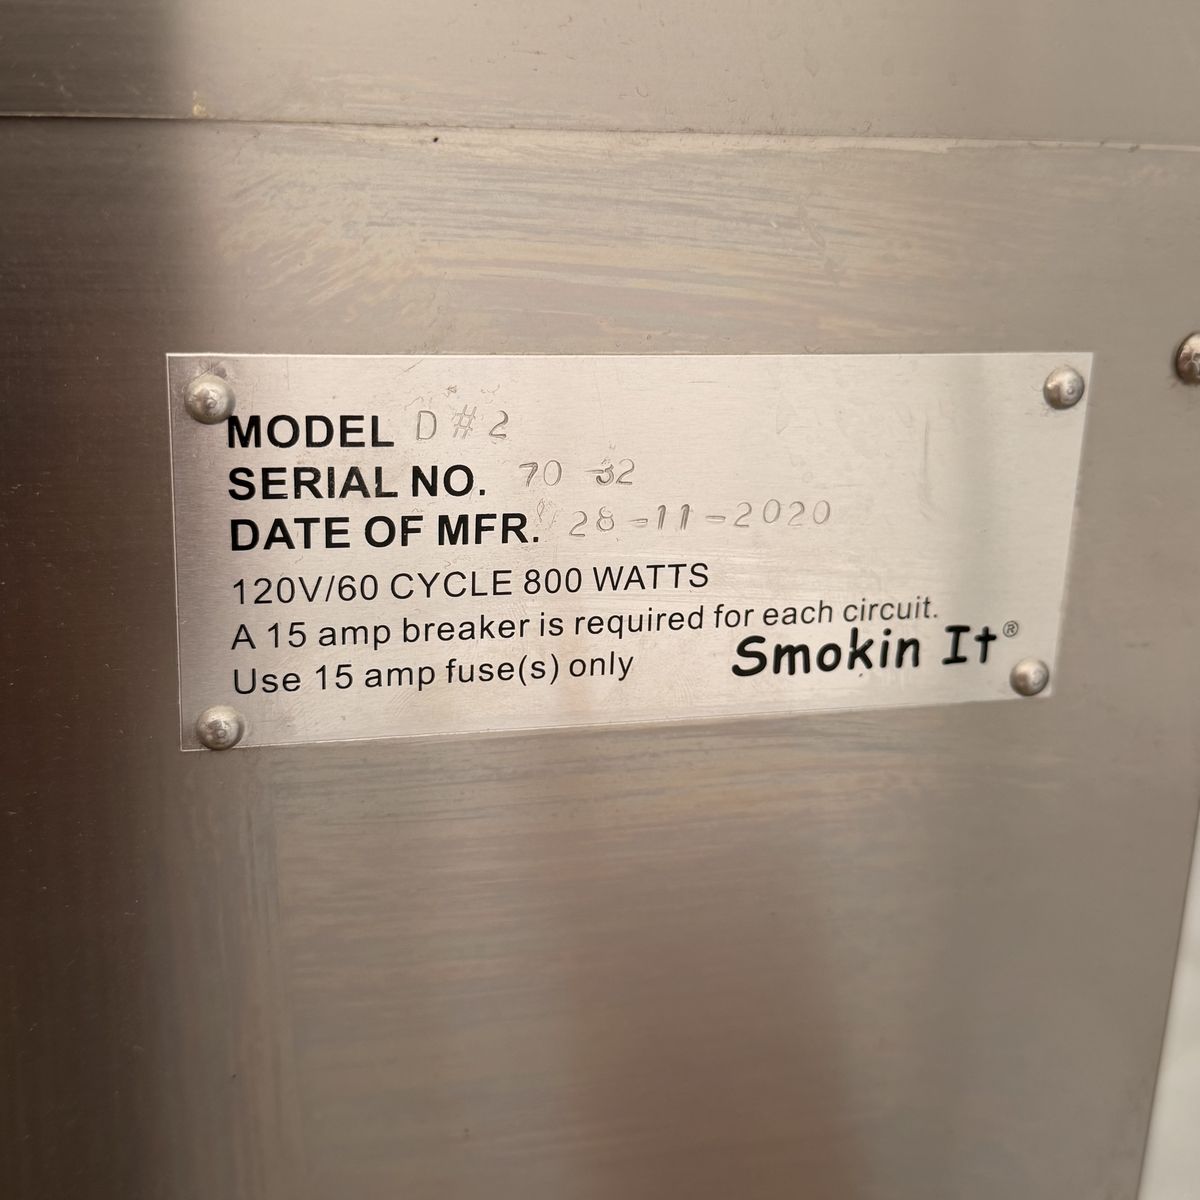 MODEL D#2
SERIAL NO. 70 -32
DATE OF MFR. 28-11-2020
120V/60 CYCLE 800 WATTS
A 15 amp breaker is required for each circuit.
Use 15 amp fuse(s) only
Smokin It®